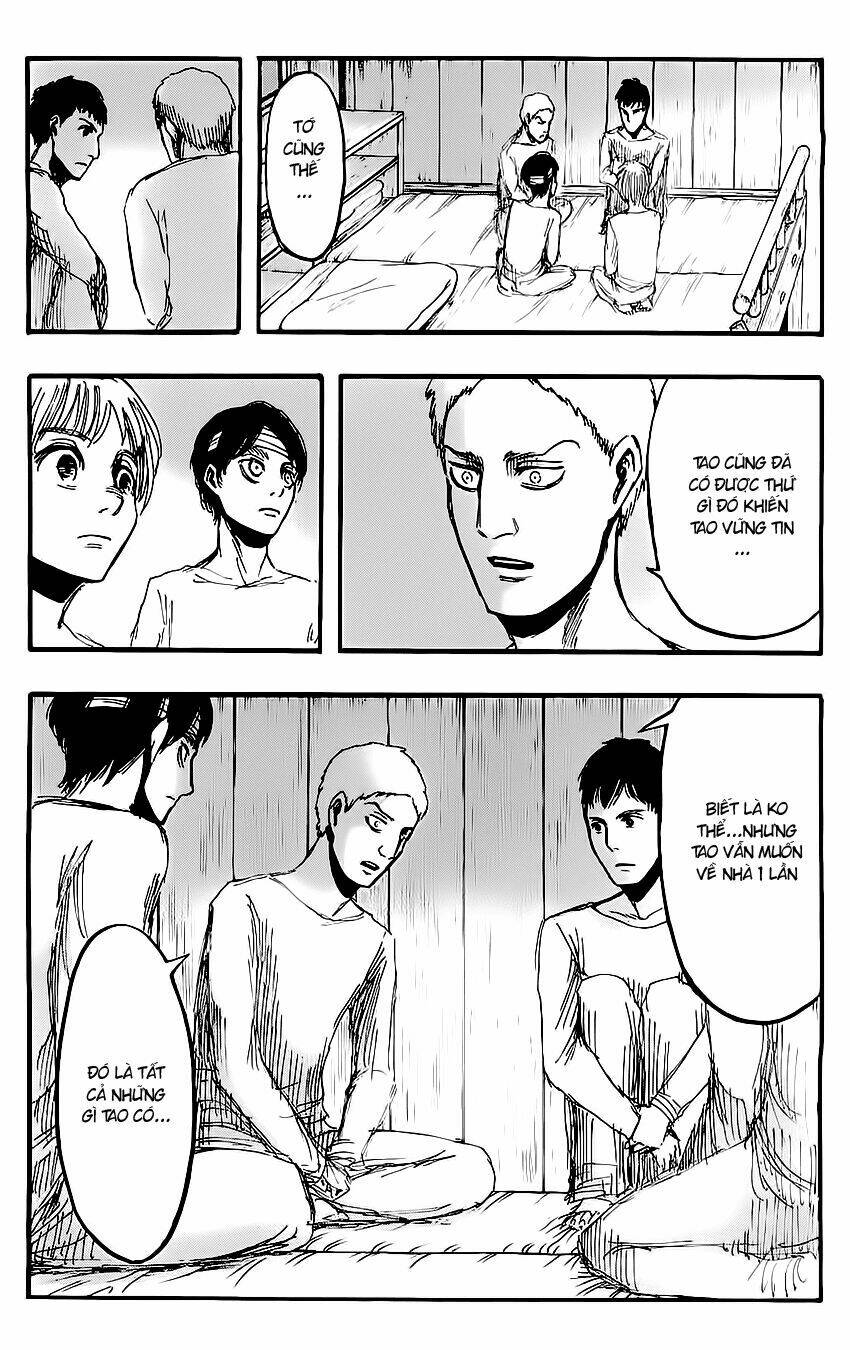 TỚ
CŨNG
THẾ
...
TAO CŨNG ĐÃ
CÓ ĐƯỢC THỨ
GÌ ĐÓ KHIẾN
TAO VỮNG TIN
...
BIẾT LÀ KO
THỂ...NHƯNG
TAO VẪN MUỐN
VỀ NHÀ 1 LẦN
ĐÓ LÀ TẤT
CẢ NHỮNG
GÌ TAO CÓ...